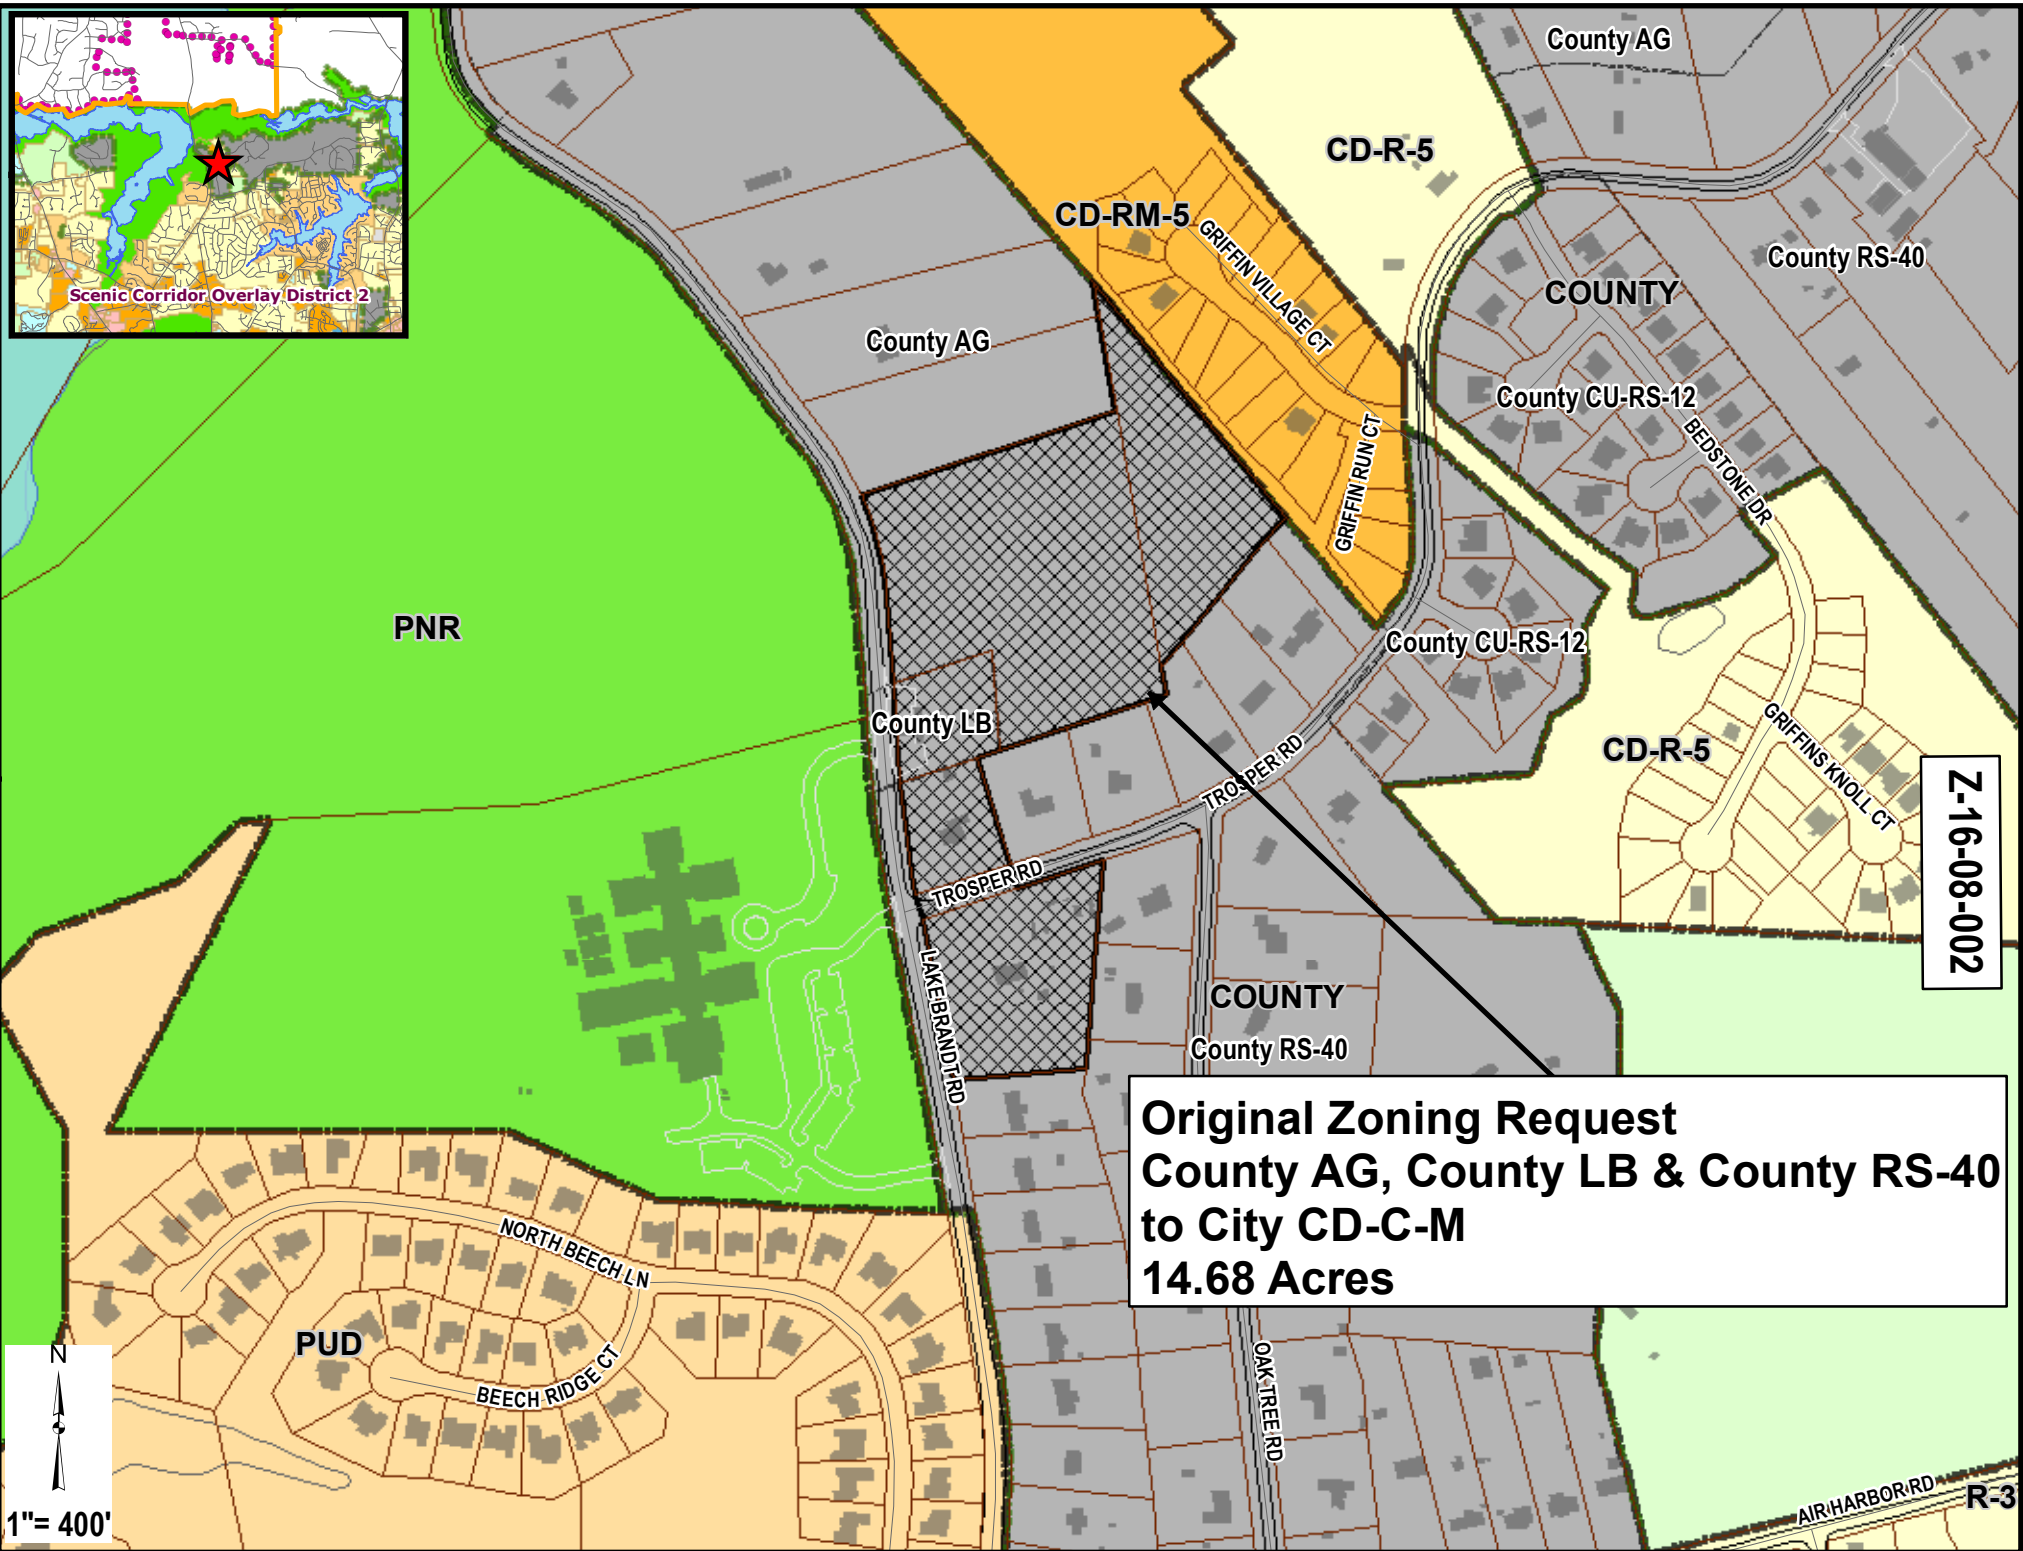 Scenic Corridor Overlay District 2
County AG
CD-R-5
CD-RM-5
GRIFFIN VILLAGE CT
County RS-40
COUNTY
County AG
County CU-RS-12
BEDSTONE DR
GRIFFIN RUN CT
PNR
County CU-RS-12
County LB
TROSPER RD
CD-R-5
GRIFFINS KNOLL CT
Z-16-08-002
TROSPER RD
LAKE BRANDT RD
COUNTY
County RS-40
Original Zoning Request
County AG, County LB & County RS-40
to City CD-C-M
14.68 Acres
NORTH BEECH LN
PUD
BEECH RIDGE CT
OAK TREE RD
N
1"= 400'
AIR HARBOR RD
R-3